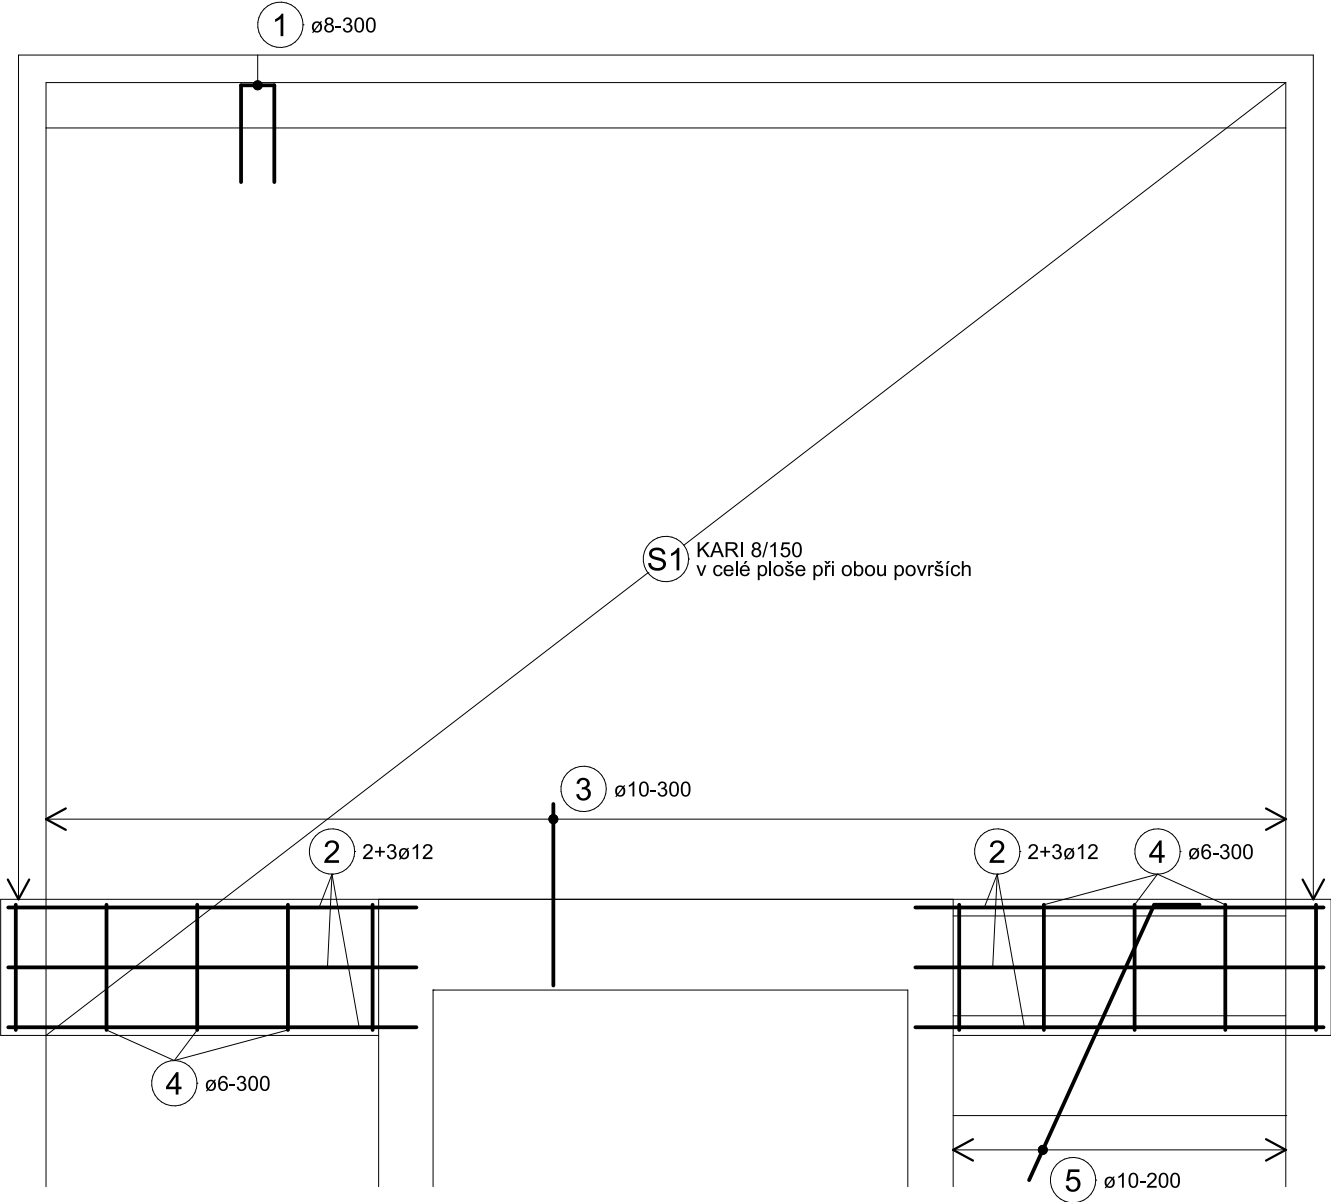 1 ø8-300
S1 KARI 8/150
v celé ploše při obou površích
3 ø10-300
2 2+3ø12
2 2+3ø12
4 ø6-300
4 ø6-300
5 ø10-200